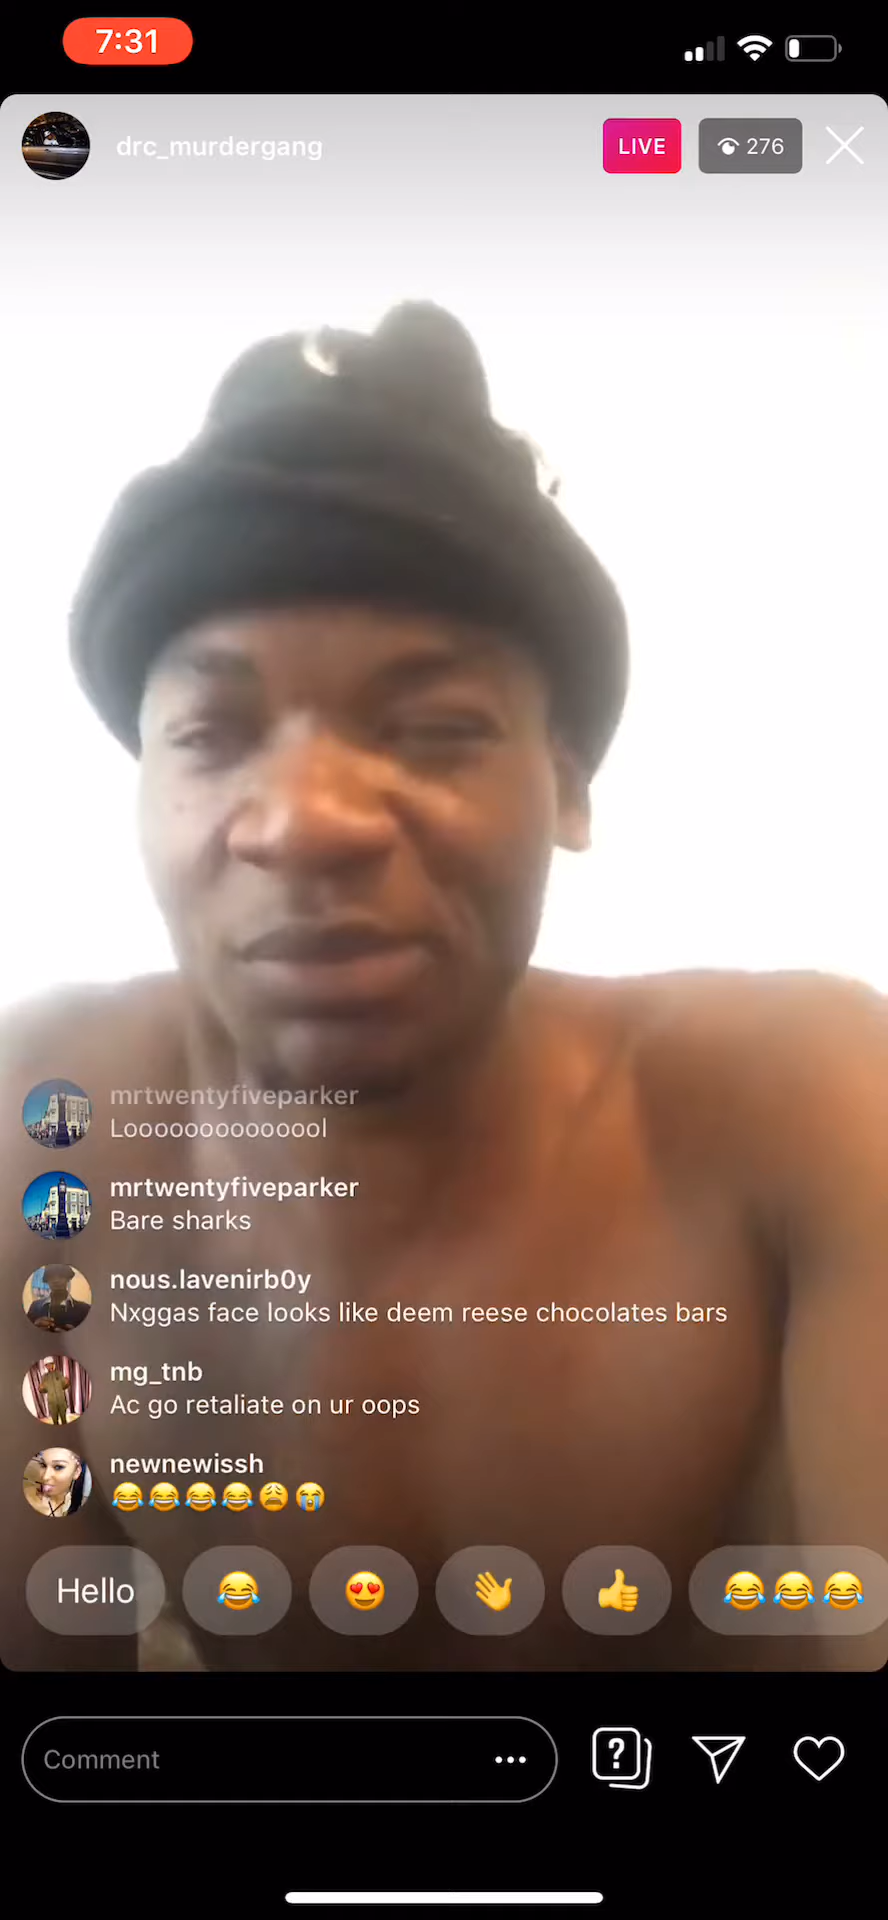 7:31
drc_murdergang
LIVE
276
mrtwentyfiveparker
Looooooooooooool
mrtwentyfiveparker
Bare sharks
nous.lavenirb0y
Nxggas face looks like deem reese chocolates bars
mg_tnb
Ac go retaliate on ur oops
newnewissh
😂😂😂😂😩😭
Hello
😂
😍
👋
👍
😂😂😂
Comment
?